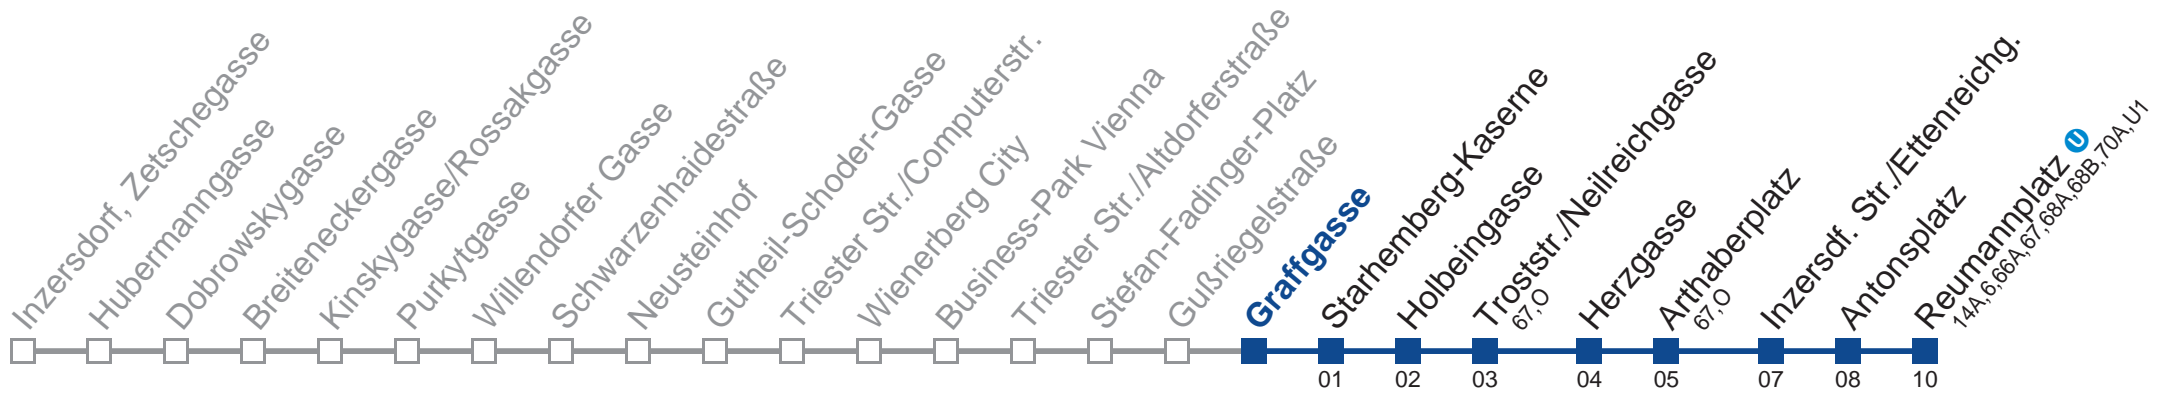 Inzersdorf, Zetschegasse
Hubermanngasse
Dobrowskygasse
Breiteneckergasse
Kinskygasse/Rossakgasse
Purkytgasse
Willendorfer Gasse
Schwarzenhaidestraße
Neusteinhof
Gutheil-Schoder-Gasse
Triester Str./Computerstr.
Wienerberg City
Business-Park Vienna
Triester Str./Altdorferstraße
Stefan-Fadinger-Platz
Gußriegelstraße
Graffgasse
Starhemberg-Kaserne
Holbeingasse
Troststr./Neilreichgasse
67,O
Herzgasse
Arthaberplatz
67,O
Inzersdf. Str./Ettenreichg.
Antonsplatz
Reumannplatz U
14A,6,66A,67,68A,68B,70A,U1
01 02 03 04 05 07 08 10